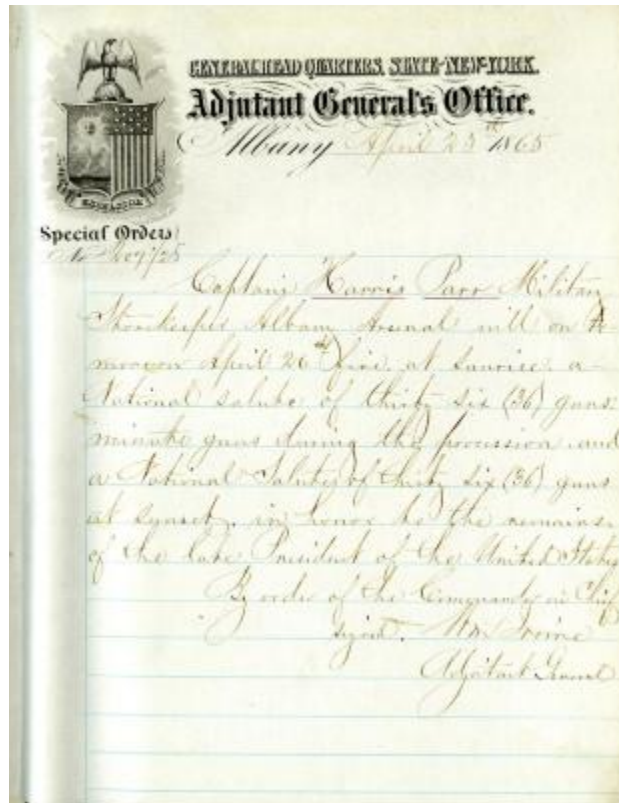 GENERAL HEAD QUARTERS, STATE NEW-YORK.
Adjutant General's Office.
Albany April 25th 1865
EXCELSIOR
Special Orders
No
Captain Harris Parr Military
Storekeeper Albany Arsenal will on to
morrow April 26th fire, at Sunrise, a
National salute of thirty six (36) guns:
minute guns during the procession and
a National Salute of thirty six (36) guns
at sunset, in honor to the remains
of the late President of the United States
By order of the Commander in Chief
signed. Wm Irvine
Adjutant General